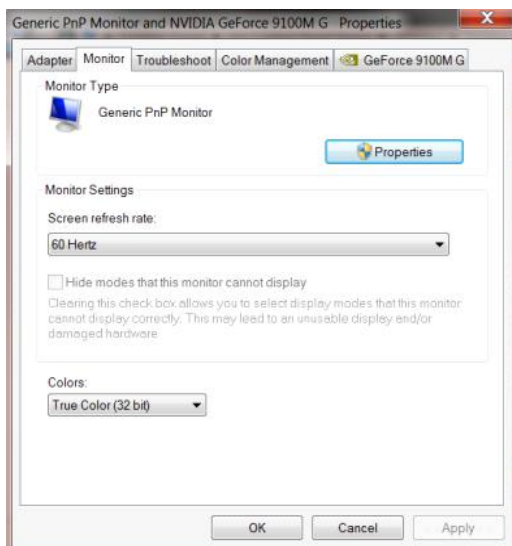 Generic PnP Monitor and NVIDIA GeForce 9100M G Properties
Adapter Monitor Troubleshoot Color Management GeForce 9100M G
Monitor Type
Generic PnP Monitor
Properties
Monitor Settings
Screen refresh rate:
60 Hertz
Hide modes that this monitor cannot display
Clearing this check box allows you to select display modes that this monitor
cannot display correctly. This may lead to an unusable display and/or
damaged hardware.
Colors:
True Color (32 bit)
OK Cancel Apply